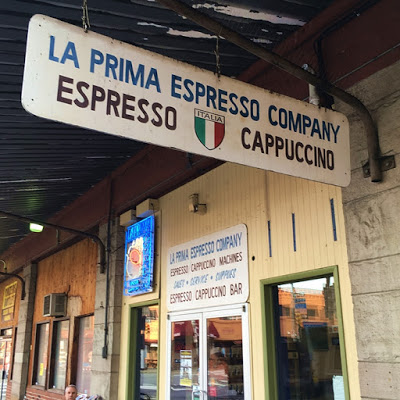 LA PRIMA ESPRESSO COMPANY
ESPRESSO
ITALIA
CAPPUCCINO
LA PRIMA ESPRESSO COMPANY
ESPRESSO CAPPUCCINO MACHINES
SALES • SERVICE • SUPPLIES
ESPRESSO CAPPUCCINO BAR